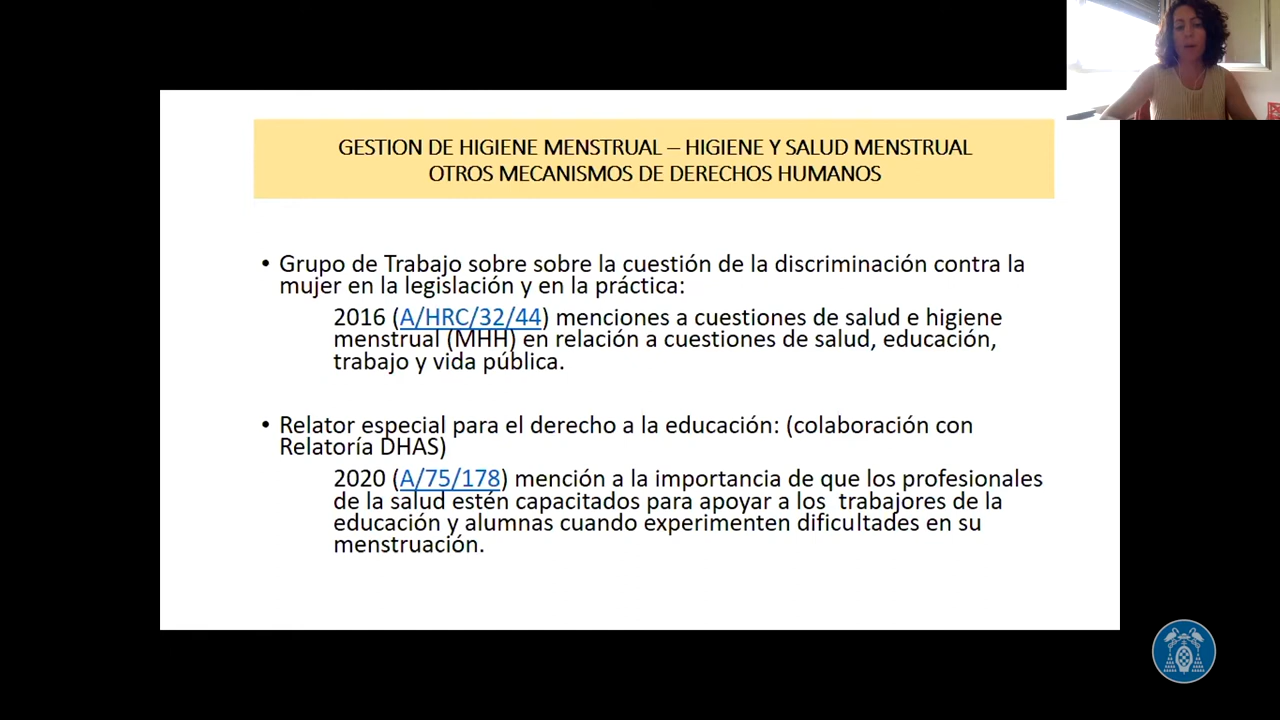 GESTION DE HIGIENE MENSTRUAL – HIGIENE Y SALUD MENSTRUAL
OTROS MECANISMOS DE DERECHOS HUMANOS
• Grupo de Trabajo sobre sobre la cuestión de la discriminación contra la
mujer en la legislación y en la práctica:
2016 (A/HRC/32/44) menciones a cuestiones de salud e higiene
menstrual (MHH) en relación a cuestiones de salud, educación,
trabajo y vida pública.
• Relator especial para el derecho a la educación: (colaboración con
Relatoría DHAS)
2020 (A/75/178) mención a la importancia de que los profesionales
de la salud estén capacitados para apoyar a los trabajores de la
educación y alumnas cuando experimenten dificultades en su
menstruación.